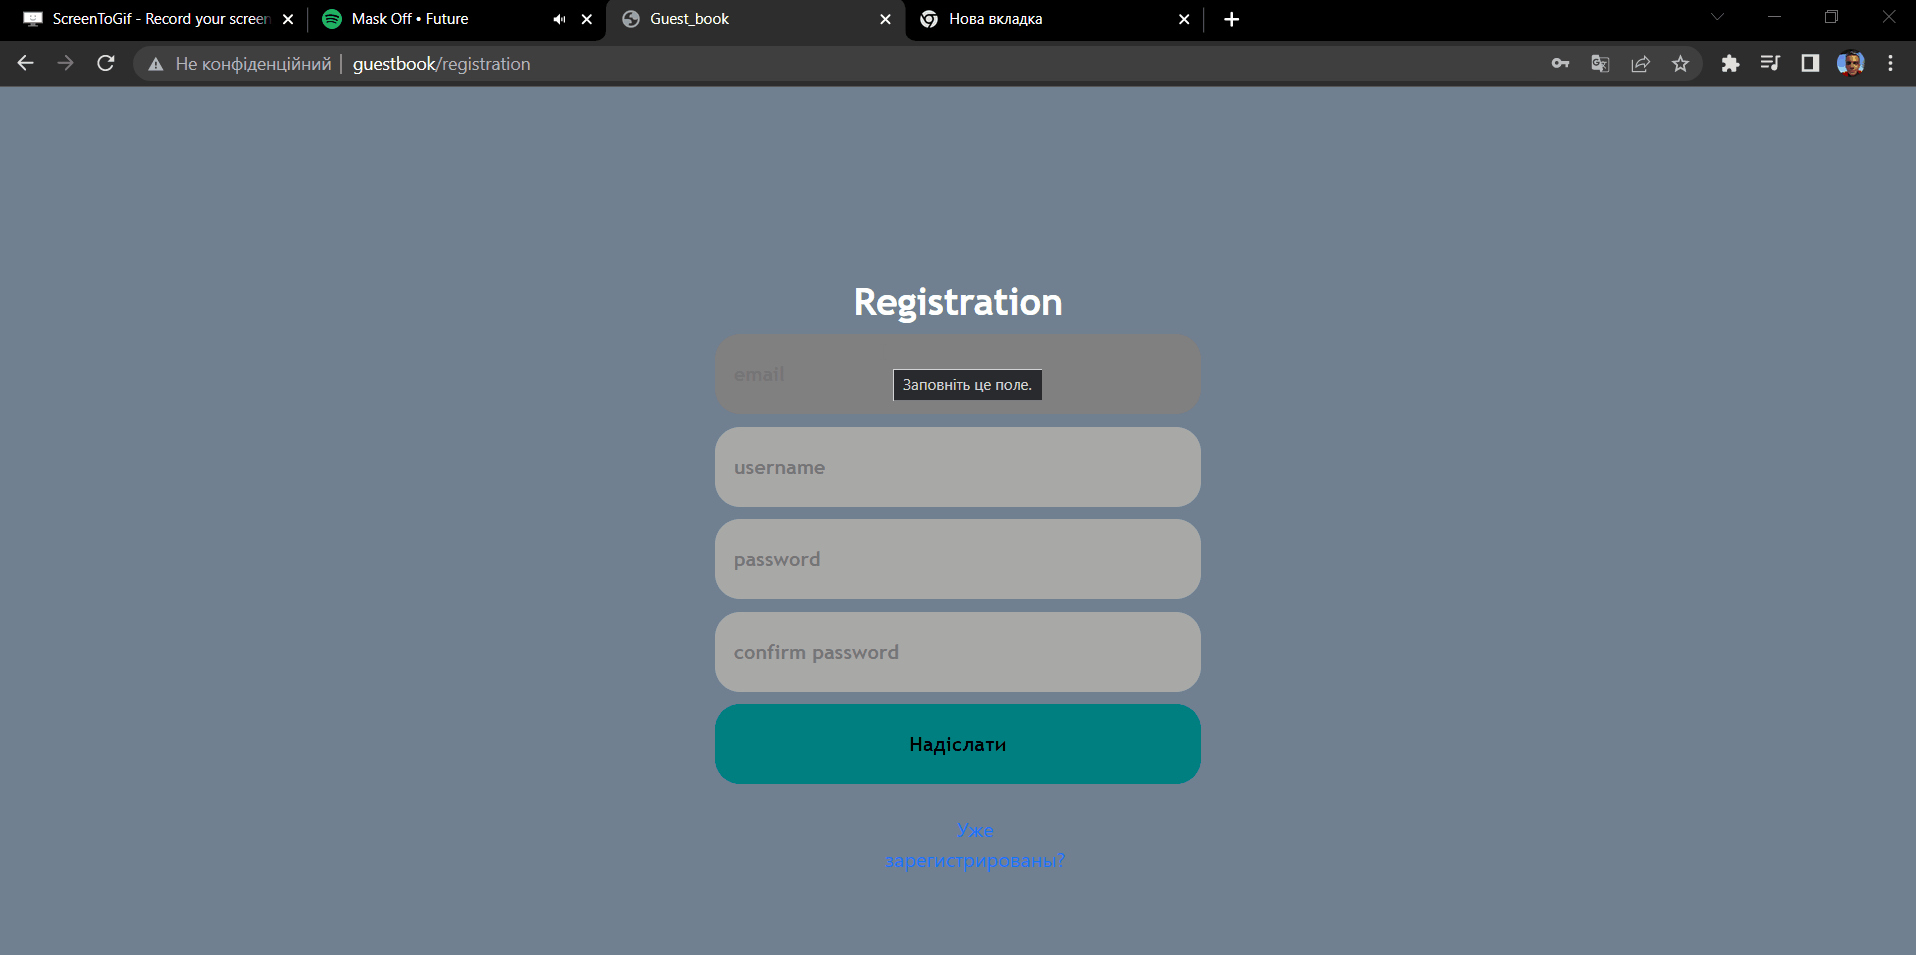 ScreenToGif - Record your screen
Mask Off • Future
Guest_book
Нова вкладка
Не конфіденційний
guestbook/registration
Registration
email
Заповніть це поле.
username
password
confirm password
Надіслати
Уже
зарегистрированы?